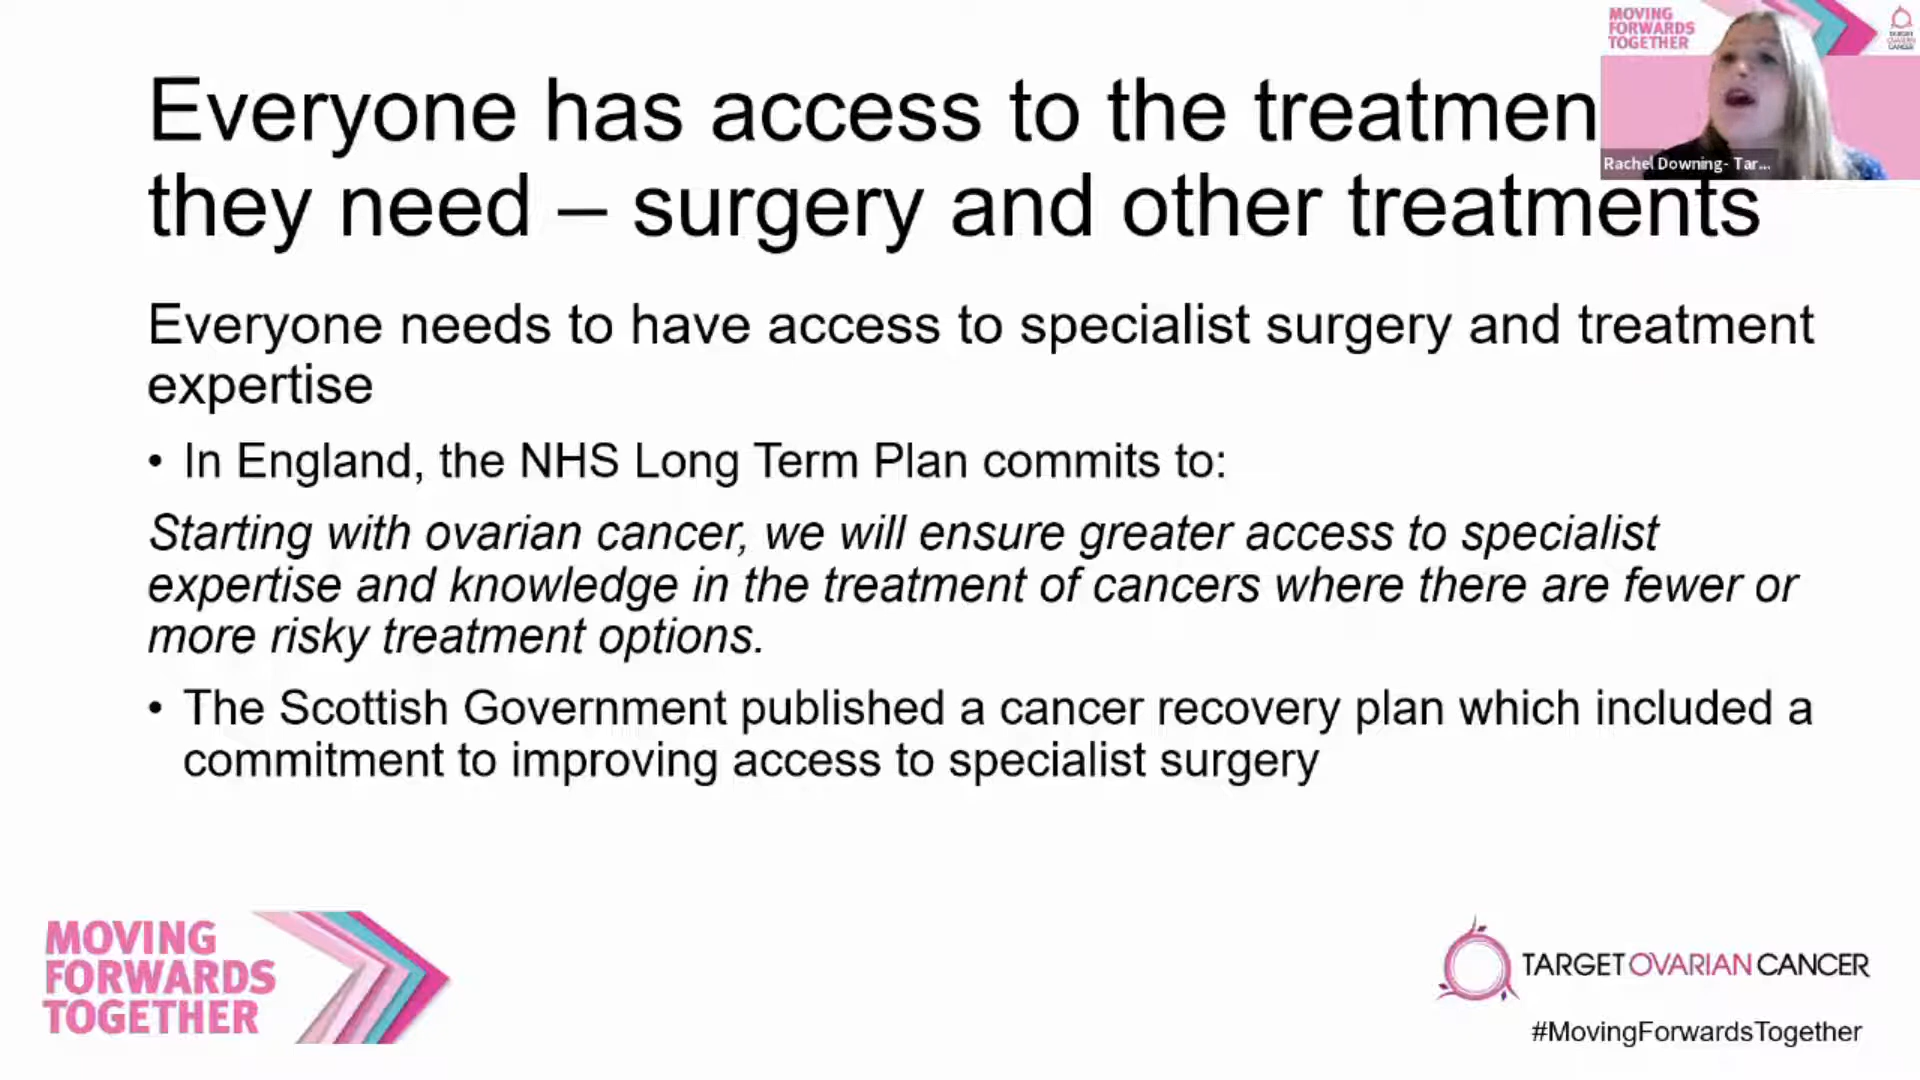 MOVING
FORWARDS
TOGETHER
TARGET
OVARIAN
CANCER
Rachel Downing- Tar...
Everyone has access to the treatmen
they need – surgery and other treatments
Everyone needs to have access to specialist surgery and treatment
expertise
• In England, the NHS Long Term Plan commits to:
Starting with ovarian cancer, we will ensure greater access to specialist
expertise and knowledge in the treatment of cancers where there are fewer or
more risky treatment options.
• The Scottish Government published a cancer recovery plan which included a
commitment to improving access to specialist surgery
MOVING
FORWARDS
TOGETHER
TARGET OVARIAN CANCER
#MovingForwardsTogether